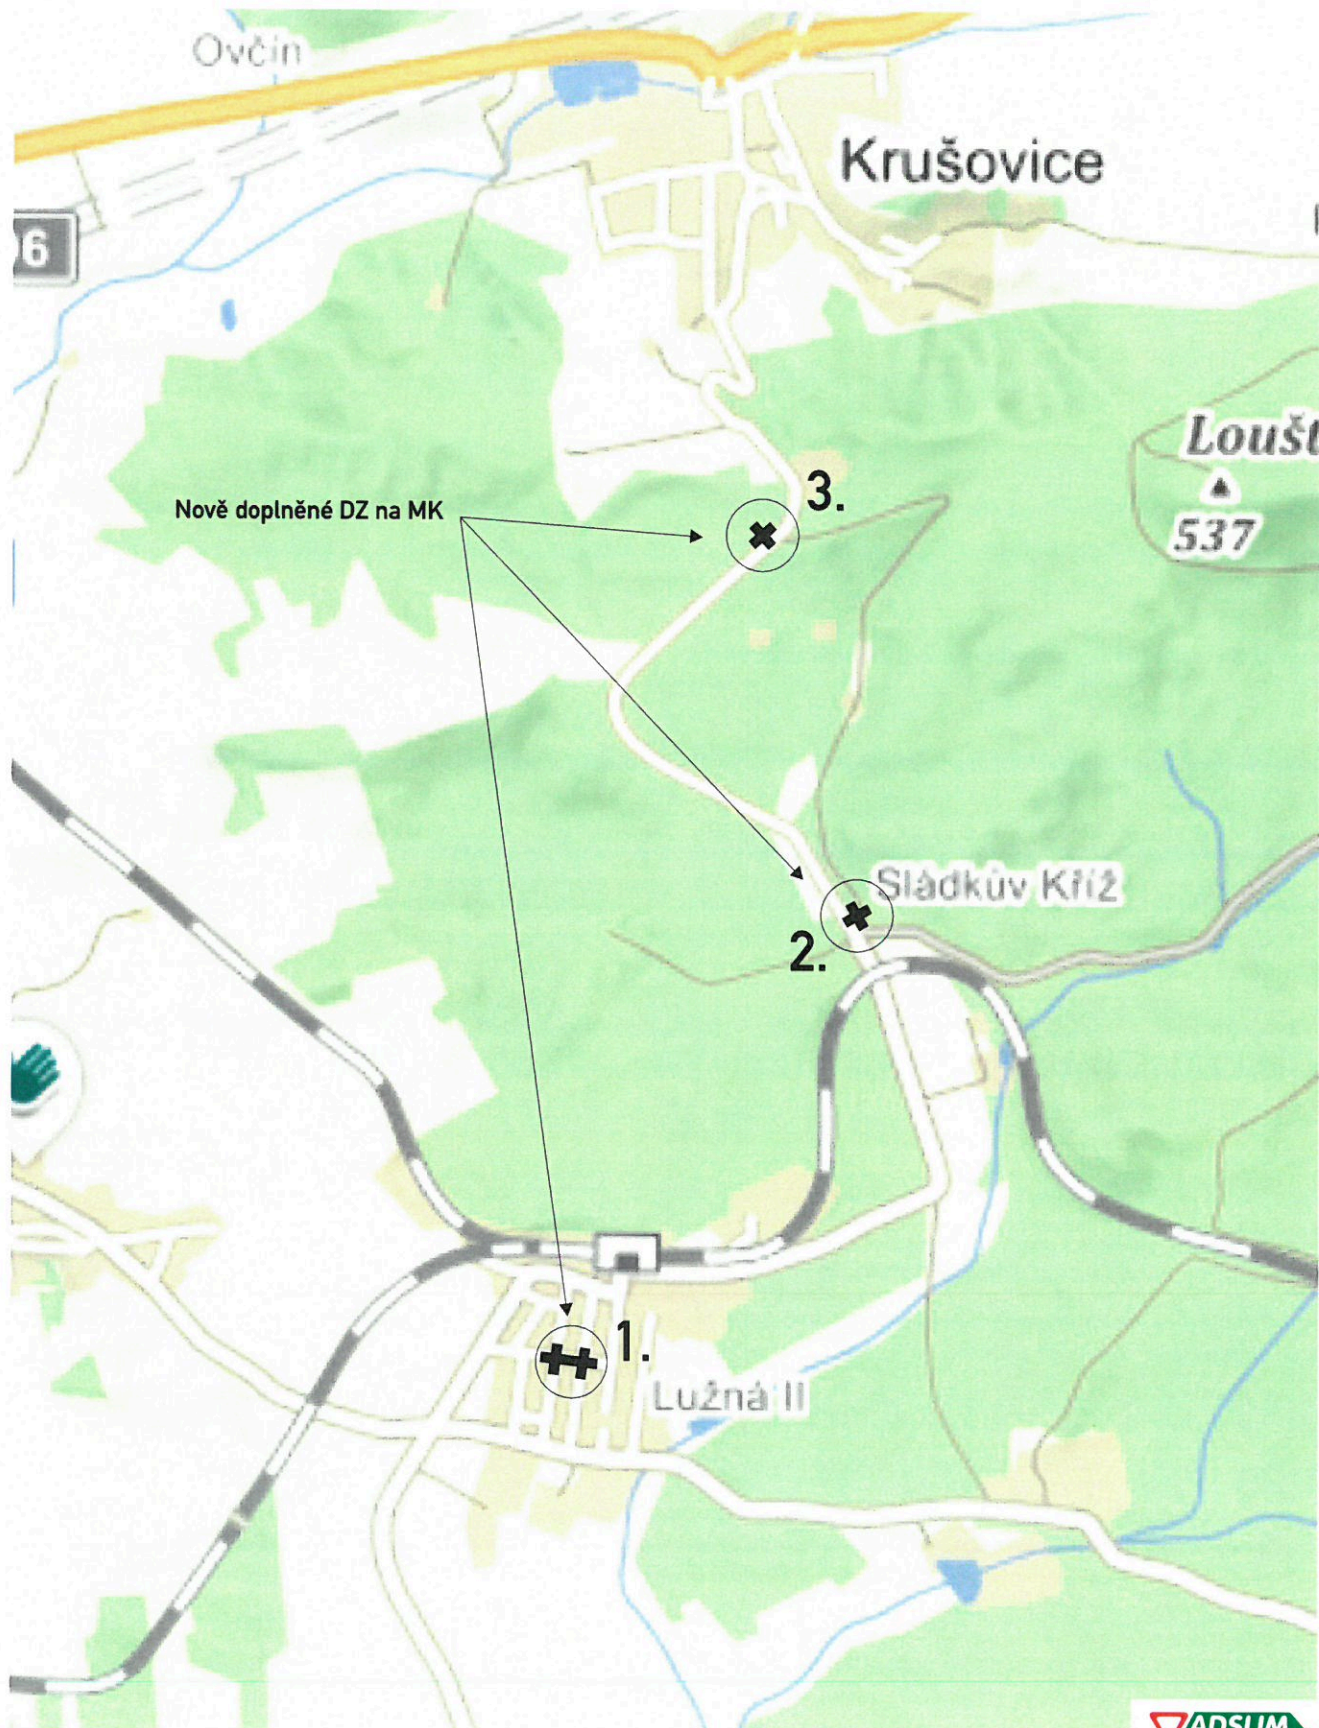 Ovčín
Krušovice
6
Loušt
537
3.
Nově doplněné DZ na MK
Sládkův Kříž
2.
1.
Lužná II
ADSUM